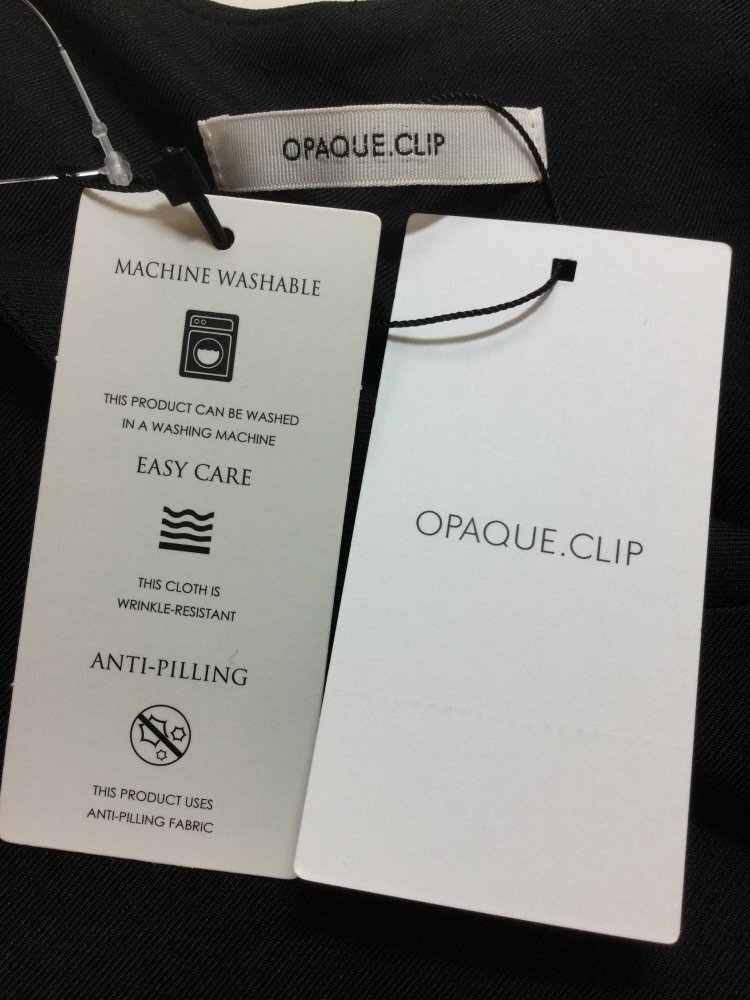 OPAQUE.CLIP
MACHINE WASHABLE
THIS PRODUCT CAN BE WASHED
IN A WASHING MACHINE
EASY CARE
THIS CLOTH IS
WRINKLE-RESISTANT
ANTI-PILLING
THIS PRODUCT USES
ANTI-PILLING FABRIC
OPAQUE.CLIP